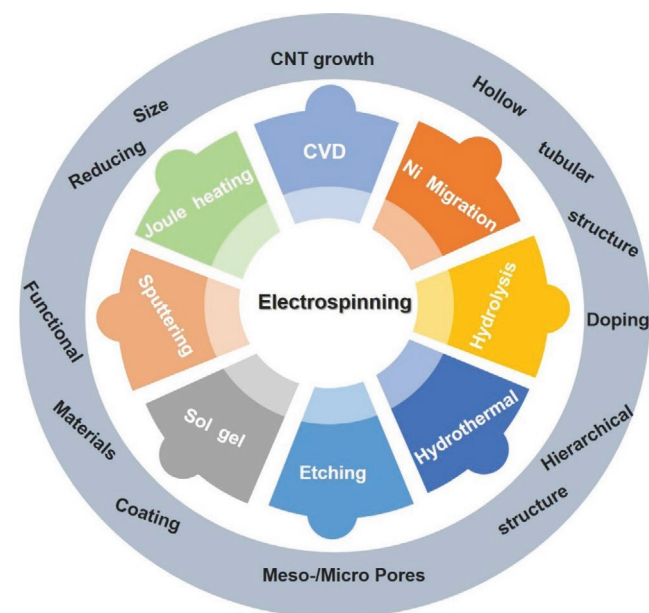 CNT growth
Hollow tubular structure
Doping
Hierarchical structure
Meso-/Micro Pores
Functional Materials Coating
Size Reducing
CVD
Ni Migration
Hydrolysis
Hydrothermal
Etching
Sol gel
Sputtering
Joule heating
Electrospinning